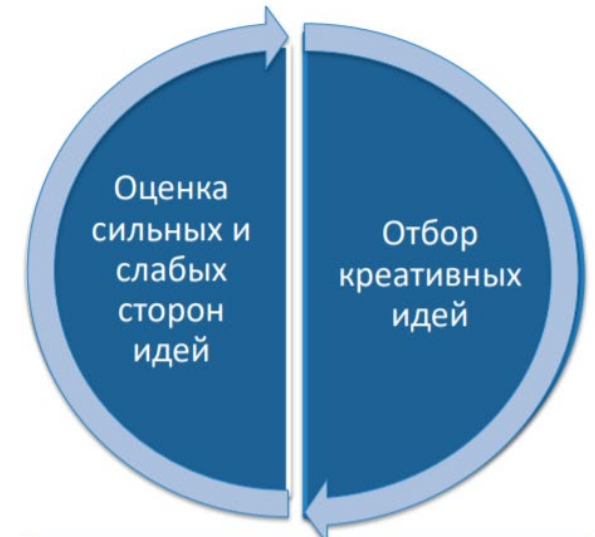 Оценка
сильных и
слабых
сторон
идей
Отбор
креативных
идей